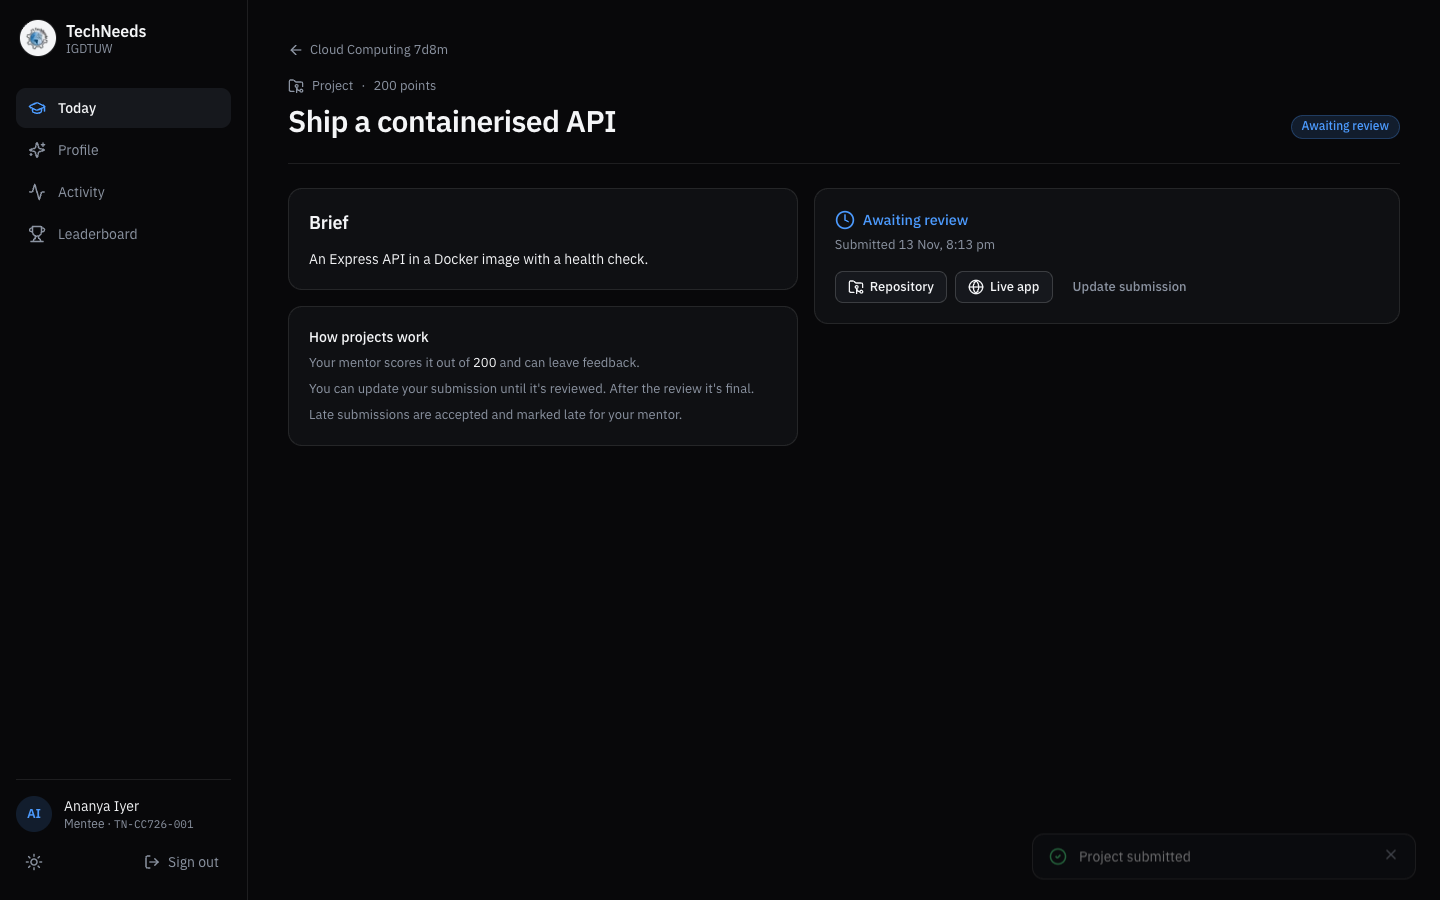 TechNeeds
IGDTUW
Today
Profile
Activity
Leaderboard
Ananya Iyer
AI
Mentee · TN-CC726-001
Sign out
Cloud Computing 7d8m
Project · 200 points
Ship a containerised API
Awaiting review
Brief
An Express API in a Docker image with a health check.
How projects work
Your mentor scores it out of 200 and can leave feedback.
You can update your submission until it's reviewed. After the review it's final.
Late submissions are accepted and marked late for your mentor.
Awaiting review
Submitted 13 Nov, 8:13 pm
Repository
Live app
Update submission
Project submitted